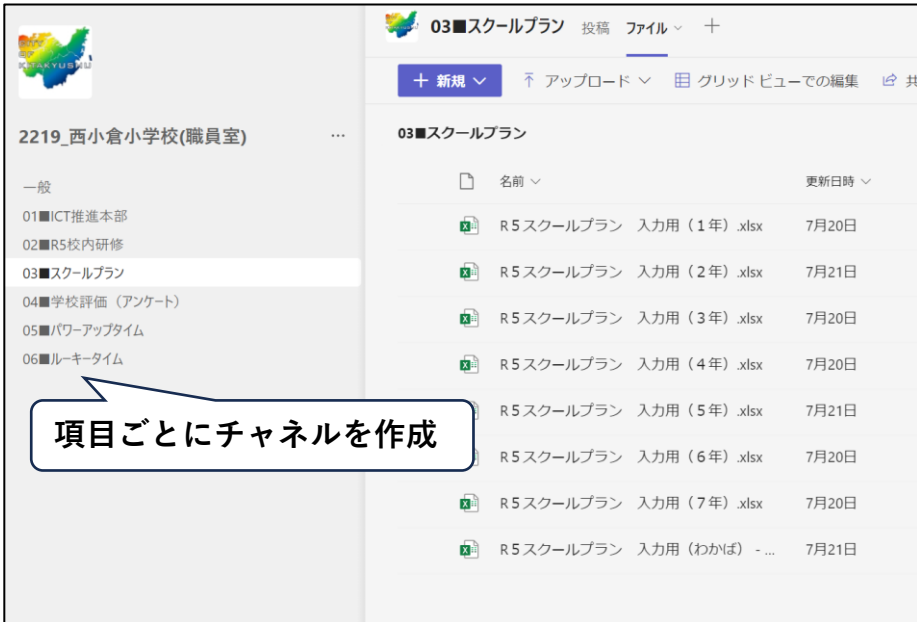 CITY
OF
KITAKYUSHU
2219_西小倉小学校(職員室)
…
一般
01■ICT推進本部
02■R5校内研修
03■スクールプラン
04■学校評価（アンケート）
05■パワーアップタイム
06■ルーキータイム
項目ごとにチャネルを作成
03■スクールプラン 投稿 ファイル
＋ 新規 アップロード グリッド ビューでの編集 共
03■スクールプラン
名前 更新日時
R５スクールプラン　入力用（１年）.xlsx 7月20日
R５スクールプラン　入力用（２年）.xlsx 7月21日
R５スクールプラン　入力用（３年）.xlsx 7月20日
R５スクールプラン　入力用（４年）.xlsx 7月20日
R５スクールプラン　入力用（５年）.xlsx 7月21日
R５スクールプラン　入力用（６年）.xlsx 7月20日
R５スクールプラン　入力用（７年）.xlsx 7月20日
R５スクールプラン　入力用（わかば） - ... 7月21日